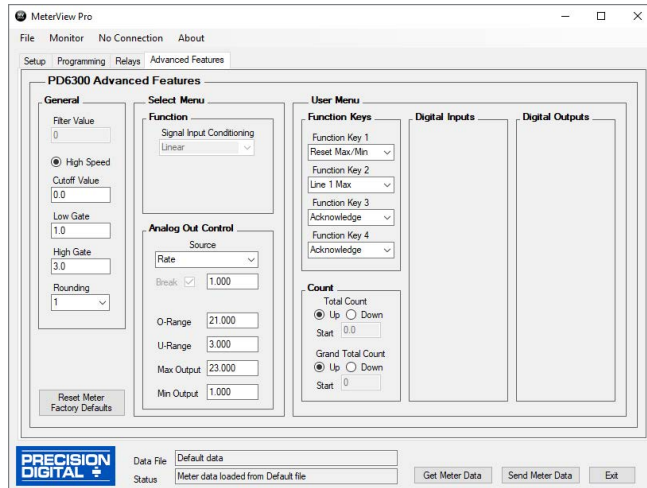 MeterView Pro
File Monitor No Connection About
Setup Programming Relays Advanced Features
PD6300 Advanced Features
General
Filter Value
0
High Speed
Cutoff Value
0.0
Low Gate
1.0
High Gate
3.0
Rounding
1
Reset Meter
Factory Defaults
Select Menu
Function
Signal Input Conditioning
Linear
Analog Out Control
Source
Rate
Break 1.000
O-Range 21.000
U-Range 3.000
Max Output 23.000
Min Output 1.000
User Menu
Function Keys
Function Key 1
Reset Max/Min
Function Key 2
Line 1 Max
Function Key 3
Acknowledge
Function Key 4
Acknowledge
Count
Total Count
Up Down
Start 0.0
Grand Total Count
Up Down
Start 0
Digital Inputs
Digital Outputs
PRECISION
DIGITAL
Data File Default data
Status Meter data loaded from Default file
Get Meter Data Send Meter Data Exit